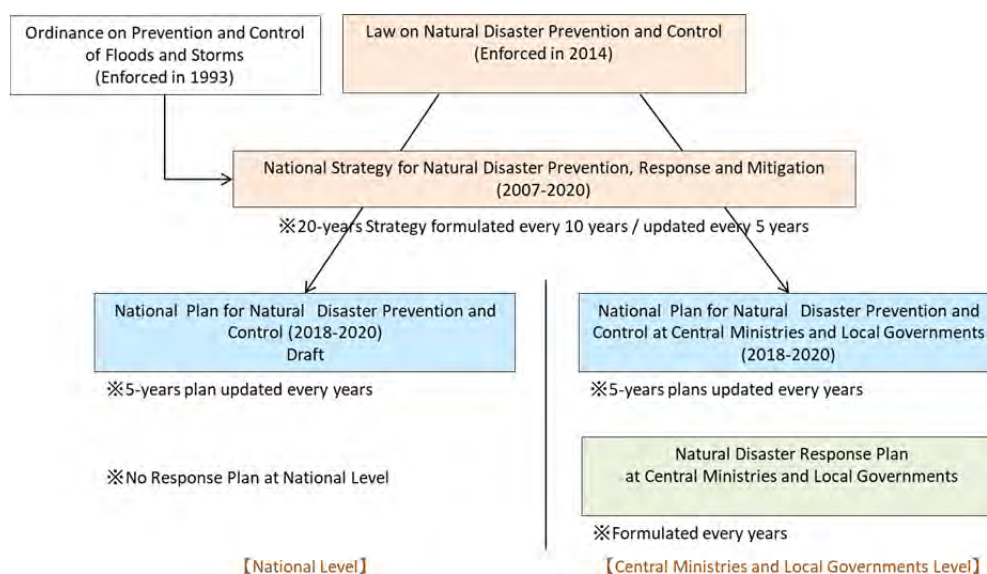 Ordinance on Prevention and Control
of Floods and Storms
(Enforced in 1993)
Law on Natural Disaster Prevention and Control
(Enforced in 2014)
National Strategy for Natural Disaster Prevention, Response and Mitigation
(2007-2020)
※20-years Strategy formulated every 10 years / updated every 5 years
National Plan for Natural Disaster Prevention and
Control (2018-2020)
Draft
※5-years plan updated every years
※No Response Plan at National Level
【National Level】
National Plan for Natural Disaster Prevention and
Control at Central Ministries and Local Governments
(2018-2020)
※5-years plans updated every years
Natural Disaster Response Plan
at Central Ministries and Local Governments
※Formulated every years
【Central Ministries and Local Governments Level】